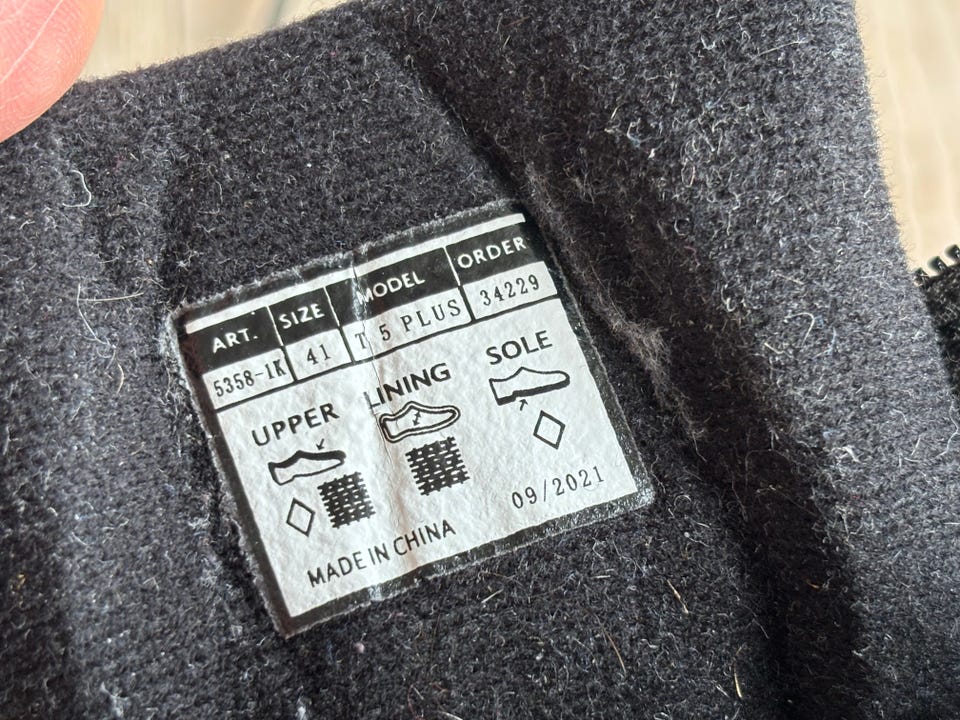 ART. SIZE MODEL ORDER
5358-1K 41 T 5 PLUS 34229
UPPER LINING SOLE
09/2021
MADE IN CHINA